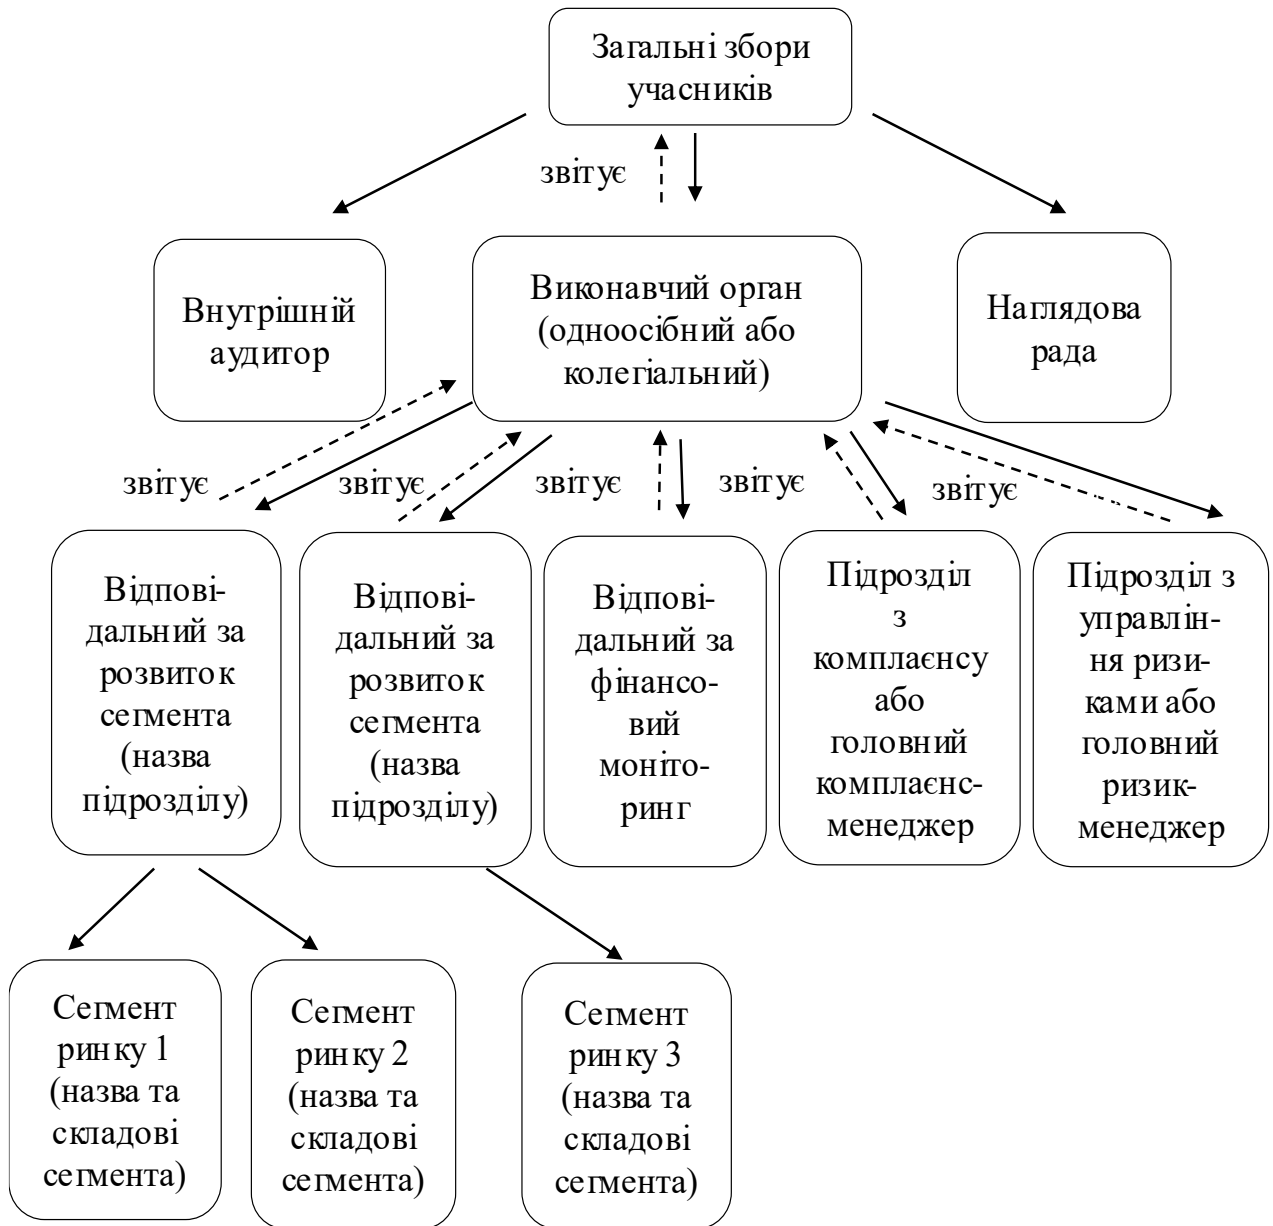 Загальні збори
учасників
звітує
Внутрішній
аудитор
Виконавчий орган
(одноосібний або
колегіальний)
Наглядова
рада
звітує
звітує
звітує
звітує
звітує
Відпові-
дальний за
розвиток
сегмента
(назва
підрозділу)
Відпові-
дальний за
розвиток
сегмента
(назва
підрозділу)
Відпові-
дальний за
фінансо-
вий
моніто-
ринг
Підрозділ
з
комплаєнсу
або
головний
комплаєнс-
менеджер
Підрозділ з
управлін-
ня ризи-
ками або
головний
ризик-
менеджер
Сегмент
ринку 1
(назва та
складові
сегмента)
Сегмент
ринку 2
(назва та
складові
сегмента)
Сегмент
ринку 3
(назва та
складові
сегмента)